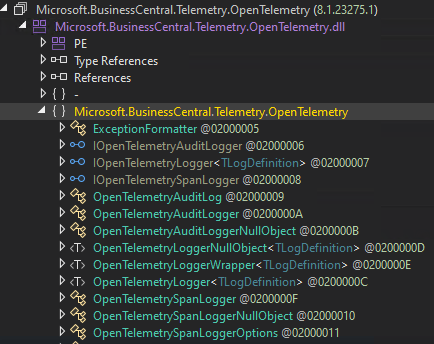 Microsoft.BusinessCentral.Telemetry.OpenTelemetry (8.1.23275.1)
Microsoft.BusinessCentral.Telemetry.OpenTelemetry.dll
PE
Type References
References
{ } -
{ } Microsoft.BusinessCentral.Telemetry.OpenTelemetry
ExceptionFormatter @02000005
IOpenTelemetryAuditLogger @02000006
IOpenTelemetryLogger<TLogDefinition> @02000007
IOpenTelemetrySpanLogger @02000008
OpenTelemetryAuditLog @02000009
OpenTelemetryAuditLogger @0200000A
OpenTelemetryAuditLoggerNullObject @0200000B
<T> OpenTelemetryLoggerNullObject<TLogDefinition> @0200000D
<T> OpenTelemetryLoggerWrapper<TLogDefinition> @0200000E
<T> OpenTelemetryLogger<TLogDefinition> @0200000C
OpenTelemetrySpanLogger @0200000F
OpenTelemetrySpanLoggerNullObject @02000010
OpenTelemetrySpanLoggerOptions @02000011